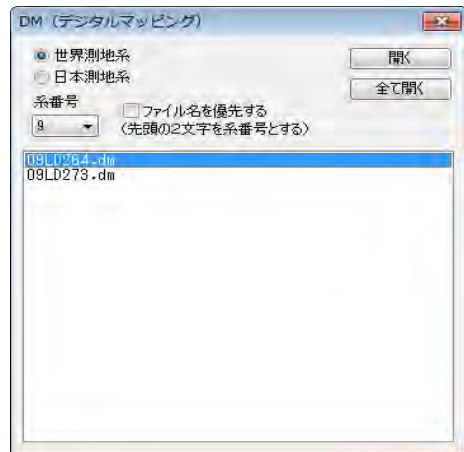 DM（デジタルマッピング）
世界測地系
開く
日本測地系
全て開く
系番号
ファイル名を優先する
9
(先頭の2文字を系番号とする)
09LD264.dm
09LD273.dm